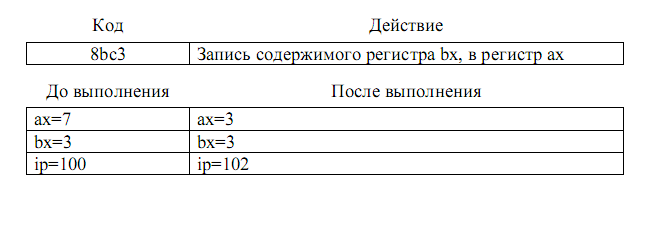 Код Действие
8bc3 Запись содержимого регистра bx, в регистр ax
До выполнения После выполнения
ax=7 ax=3
bx=3 bx=3
ip=100 ip=102